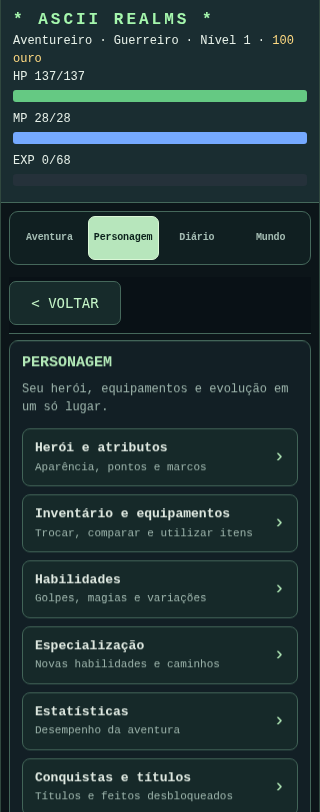 * ASCII REALMS *
Aventureiro · Guerreiro · Nível 1 · 100
ouro
HP 137/137
MP 28/28
EXP 0/68
Aventura
Personagem
Diário
Mundo
< VOLTAR
PERSONAGEM
Seu herói, equipamentos e evolução em
um só lugar.
Herói e atributos
Aparência, pontos e marcos
›
Inventário e equipamentos
Trocar, comparar e utilizar itens
›
Habilidades
Golpes, magias e variações
›
Especialização
Novas habilidades e caminhos
›
Estatísticas
Desempenho da aventura
›
Conquistas e títulos
Títulos e feitos desbloqueados
›